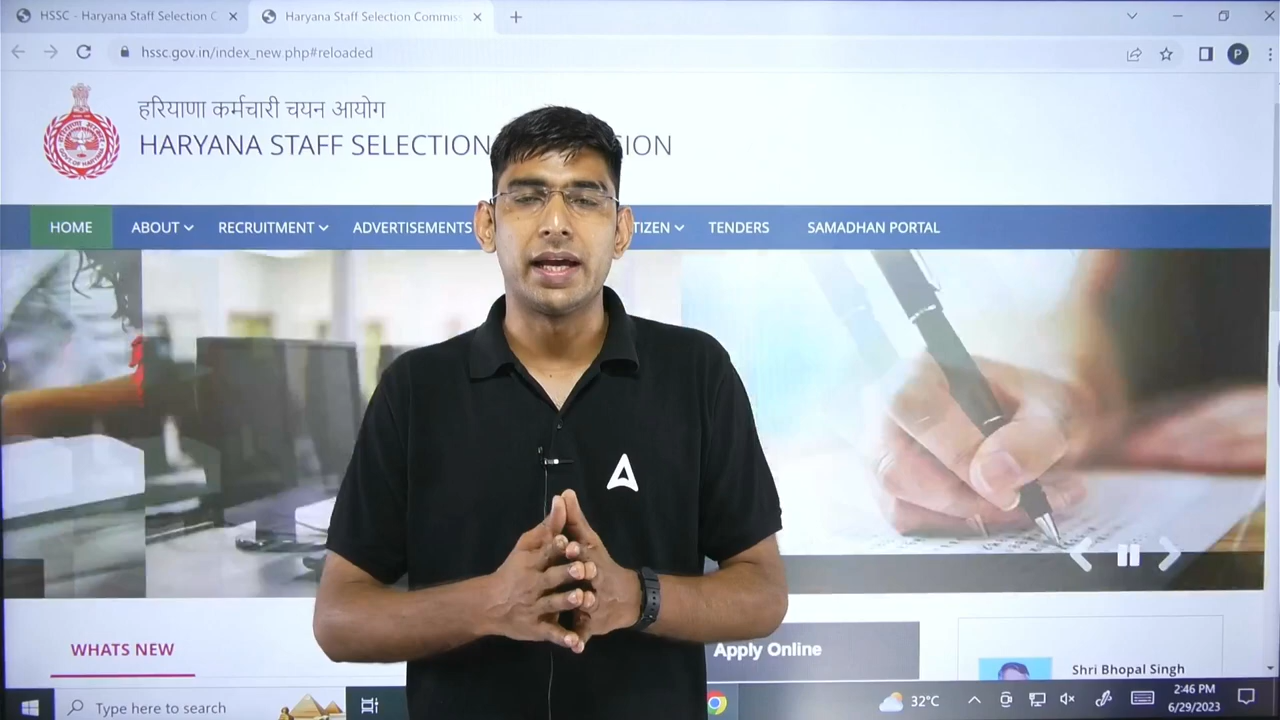 HSSC - Haryana Staff Selection C
Haryana Staff Selection Commiss
hssc.gov.in/index_new php#reloaded
P
हरियाणा कर्मचारी चयन आयोग
HARYANA STAFF SELECTION SION
HOME ABOUT RECRUITMENT ADVERTISEMENTS TIZEN TENDERS SAMADHAN PORTAL
WHATS NEW
Apply Online
Shri Bhopal Singh
Type here to search
32°C
2:46 PM
6/29/2023